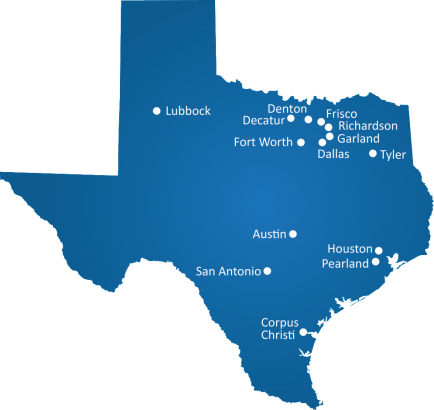 Lubbock
Denton
Decatur
Frisco
Richardson
Garland
Fort Worth
Dallas
Tyler
Austin
Houston
Pearland
San Antonio
Corpus
Christi